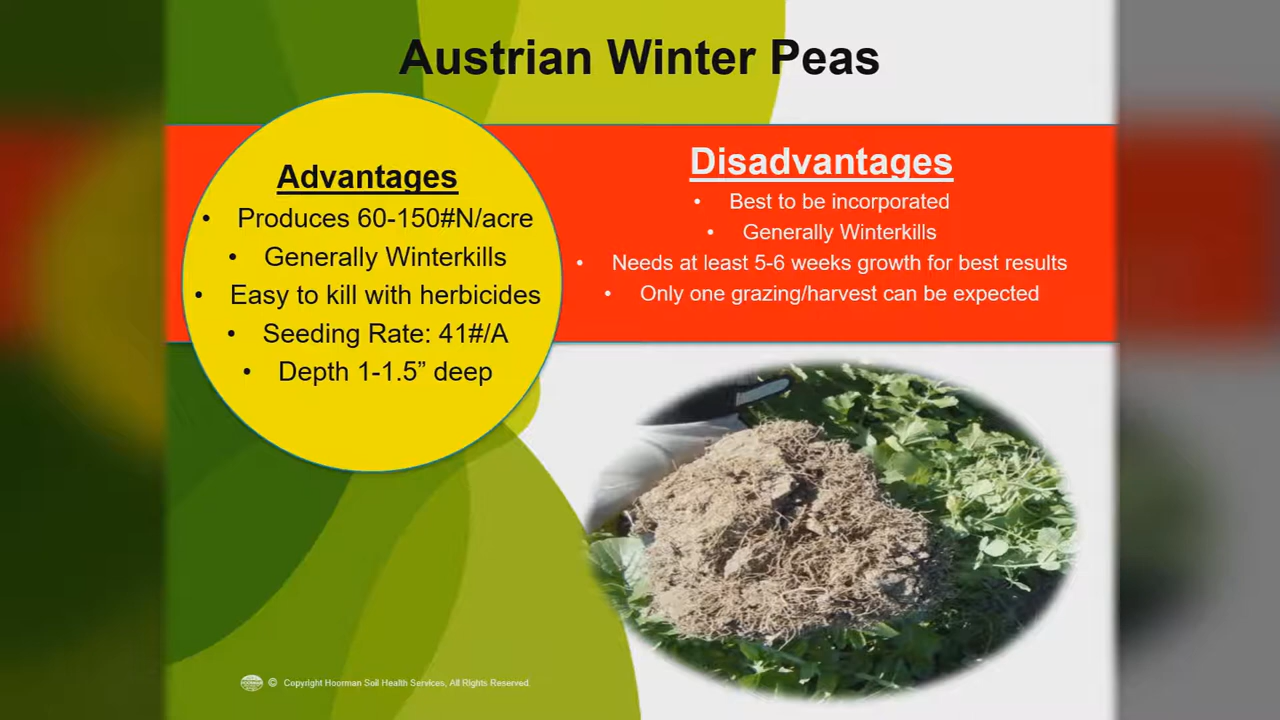 Austrian Winter Peas
Advantages
• Produces 60-150#N/acre
• Generally Winterkills
• Easy to kill with herbicides
• Seeding Rate: 41#/A
• Depth 1-1.5” deep
Disadvantages
• Best to be incorporated
• Generally Winterkills
• Needs at least 5-6 weeks growth for best results
• Only one grazing/harvest can be expected
© Copyright Hoorman Soil Health Services, All Rights Reserved.